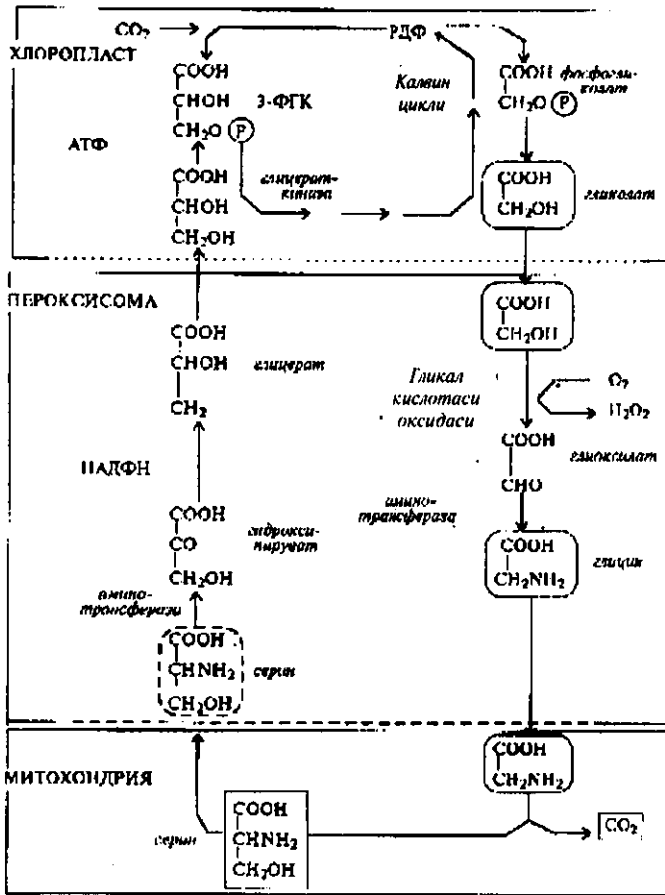 CO₂
РДФ
ХЛОРОПЛАСТ
COOH
CHOH
CH₂O Ⓟ
3-ФГК
Калвин
цикли
COOH
CH₂O Ⓟ
фосфогли-
колат
АТФ
COOH
CHOH
CH₂OH
глицерат-
киназа
COOH
CH₂OH
гликолат
ПЕРОКСИСОМА
COOH
CH₂OH
COOH
CHOH
CH₂
глицерат
Гликал
кислотаси
оксидаси
O₂
H₂O₂
COOH
CHO
глиоксилат
НАДФН
COOH
CO
CH₂OH
гидрокси-
пируват
амино-
трансфераза
COOH
CH₂NH₂
глицин
амино-
трансферази
COOH
CHNH₂
CH₂OH
серин
МИТОХОНДРИЯ
COOH
CH₂NH₂
серин
COOH
CHNH₂
CH₂OH
CO₂